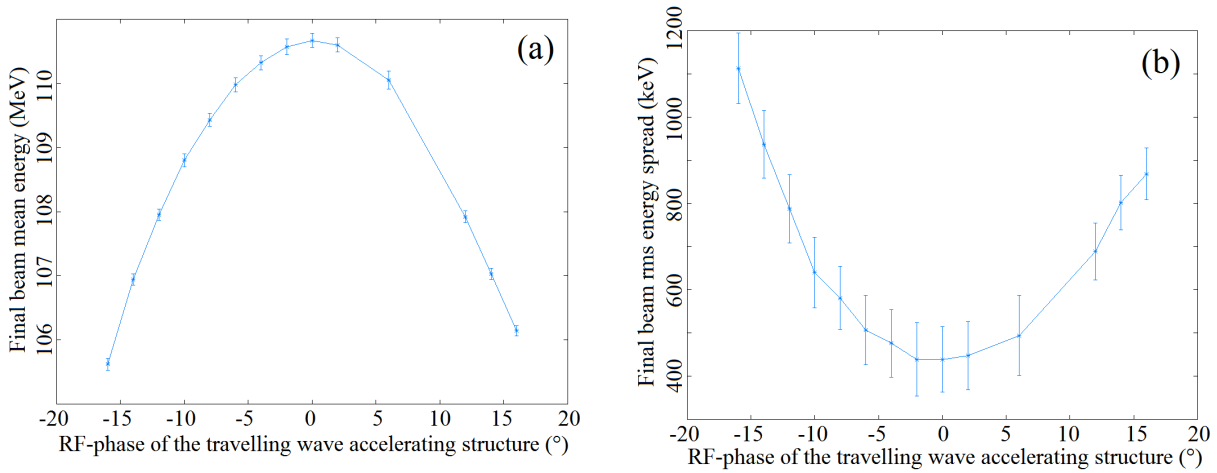 (a)
Final beam mean energy (MeV)
106 107 108 109 110
-20 -15 -10 -5 0 5 10 15 20
RF-phase of the travelling wave accelerating structure (°)
(b)
Final beam rms energy spread (keV)
400 600 800 1000 1200
-20 -15 -10 -5 0 5 10 15 20
RF-phase of the travelling wave accelerating structure (°)